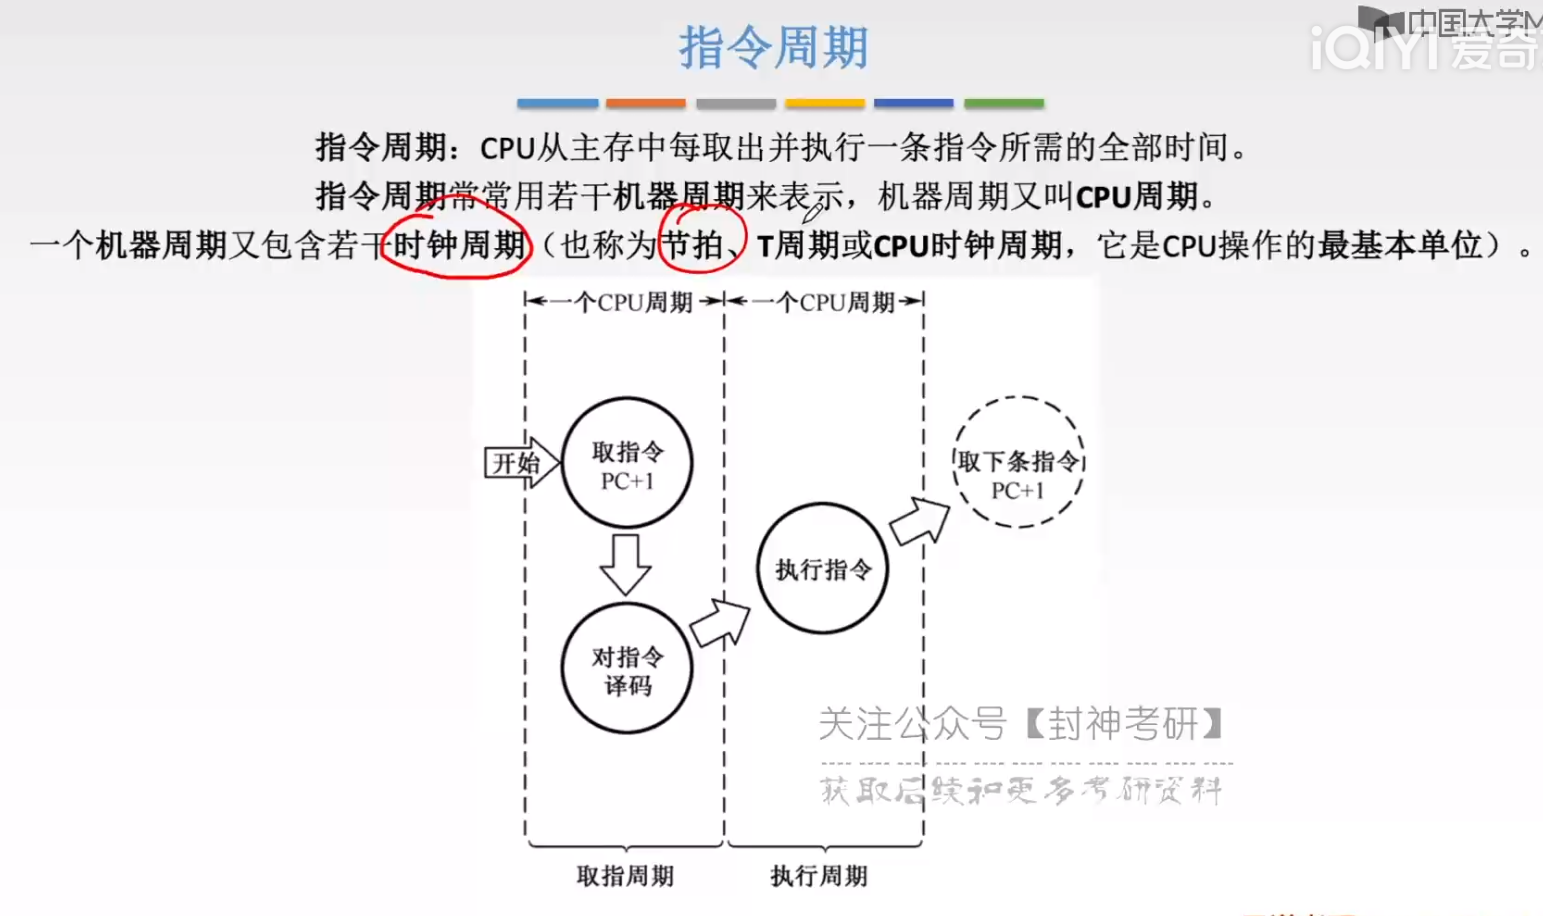 中国大学M
iQIYI 爱奇
指令周期
指令周期：CPU从主存中每取出并执行一条指令所需的全部时间。
指令周期常常用若干机器周期来表示，机器周期又叫CPU周期。
一个机器周期又包含若干时钟周期（也称为节拍、T周期或CPU时钟周期，它是CPU操作的最基本单位）。
一个CPU周期
一个CPU周期
开始
取指令
PC+1
取下条指令
PC+1
执行指令
对指令
译码
关注公众号【封神考研】
获取后续和更多考研资料
取指周期
执行周期